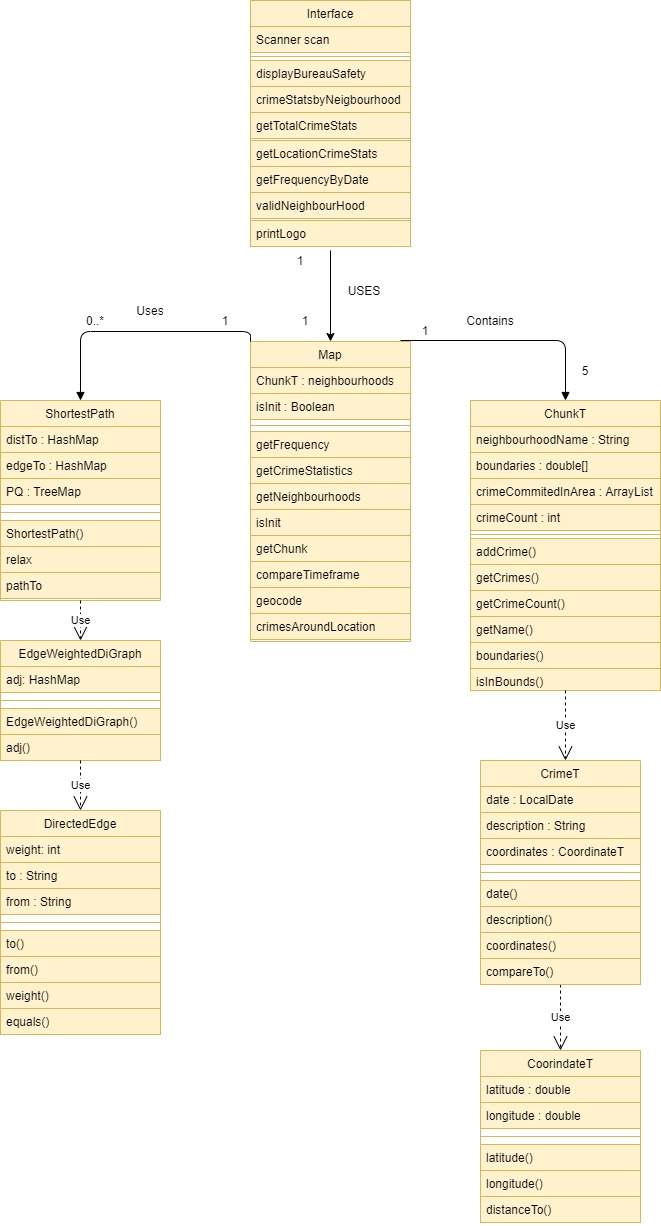 Interface
Scanner scan
displayBureauSafety
crimeStatsbyNeigbourhood
getTotalCrimeStats
getLocationCrimeStats
getFrequencyByDate
validNeighbourHood
printLogo
1
USES
1
Uses
0..*
1
1
Contains
5
Map
ChunkT : neighbourhoods
isInit : Boolean
getFrequency
getCrimeStatistics
getNeighbourhoods
isInit
getChunk
compareTimeframe
geocode
crimesAroundLocation
ShortestPath
distTo : HashMap
edgeTo : HashMap
PQ : TreeMap
ShortestPath()
relax
pathTo
Use
EdgeWeightedDiGraph
adj: HashMap
EdgeWeightedDiGraph()
adj()
Use
DirectedEdge
weight: int
to : String
from : String
to()
from()
weight()
equals()
ChunkT
neighbourhoodName : String
boundaries : double[]
crimeCommitedInArea : ArrayList
crimeCount : int
addCrime()
getCrimes()
getCrimeCount()
getName()
boundaries()
isInBounds()
Use
CrimeT
date : LocalDate
description : String
coordinates : CoordinateT
date()
description()
coordinates()
compareTo()
Use
CoorindateT
latitude : double
longitude : double
latitude()
longitude()
distanceTo()